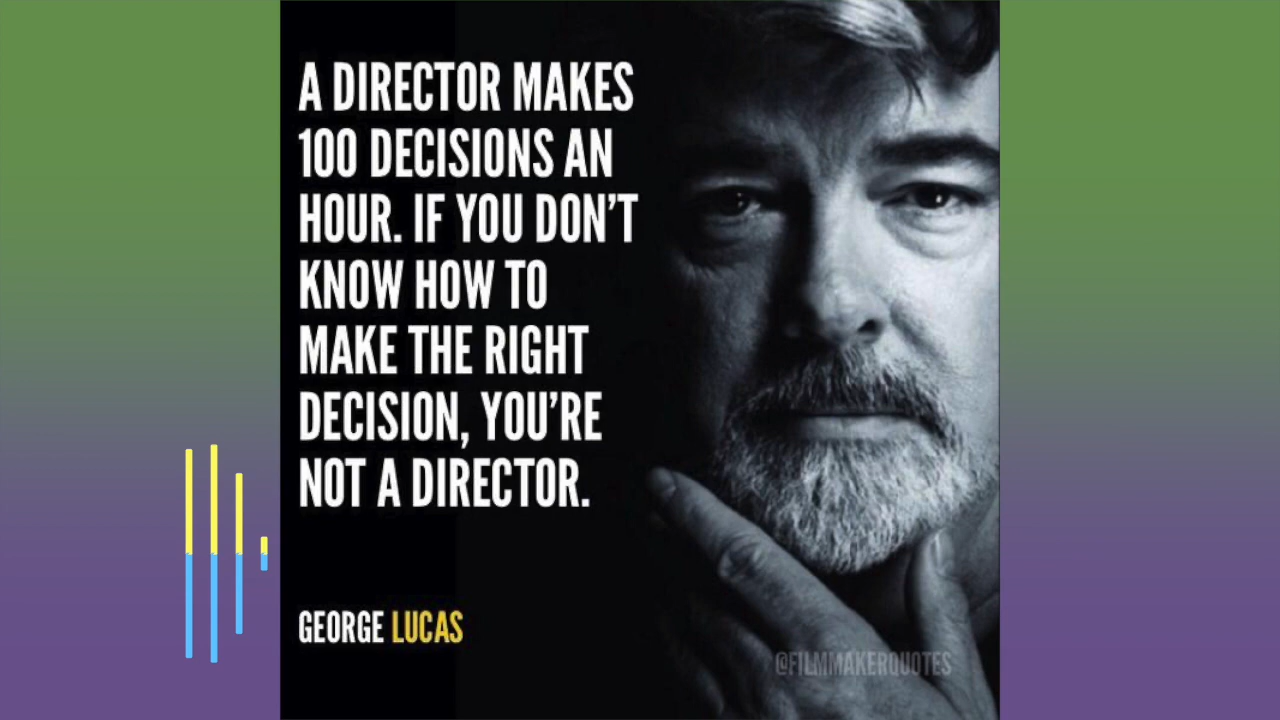 A DIRECTOR MAKES
100 DECISIONS AN
HOUR. IF YOU DON’T
KNOW HOW TO
MAKE THE RIGHT
DECISION, YOU’RE
NOT A DIRECTOR.
GEORGE LUCAS
@FILMMAKERQUOTES